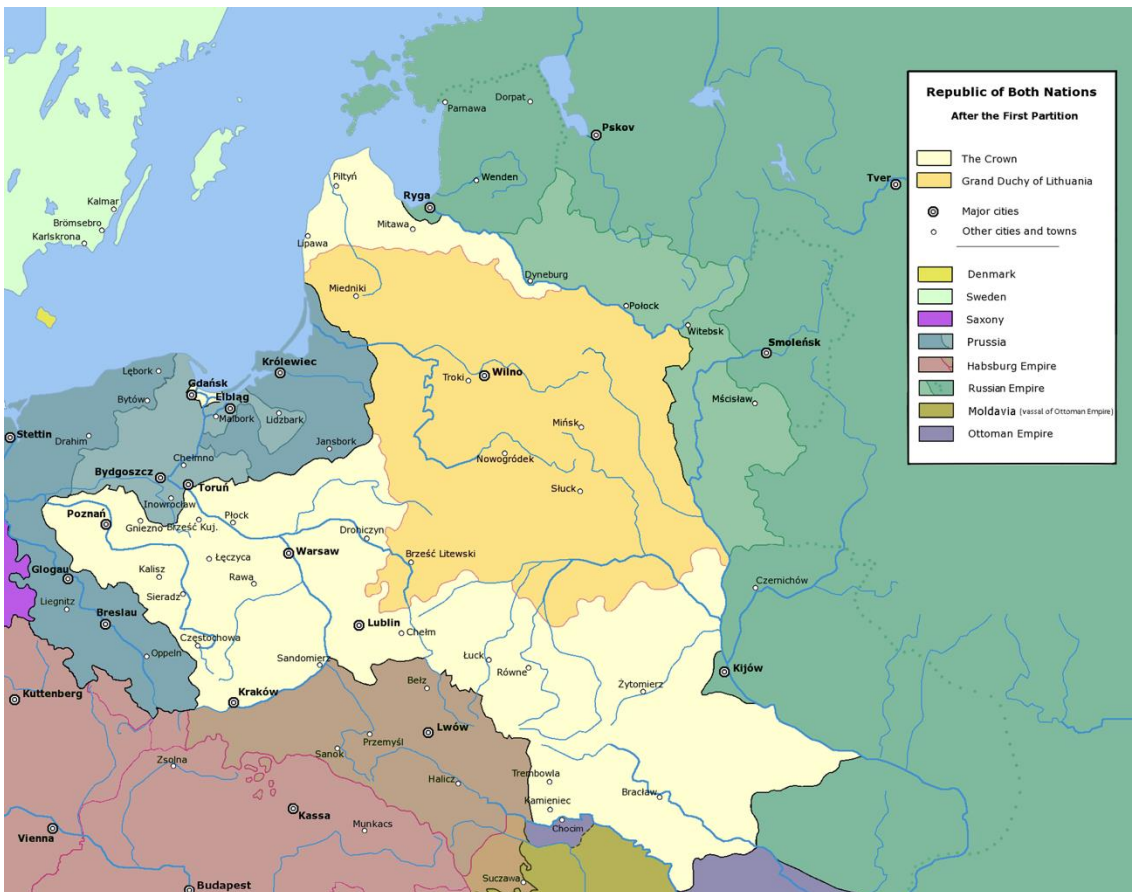 Republic of Both Nations
After the First Partition
The Crown
Grand Duchy of Lithuania
Major cities
Other cities and towns
Denmark
Sweden
Saxony
Prussia
Habsburg Empire
Russian Empire
Moldavia (vassal of Ottoman Empire)
Ottoman Empire
Parnawa
Dorpat
Pskov
Tver
Piltyń
Wenden
Ryga
Kalmar
Brömsebro
Karlskrona
Mitawa
Lipawa
Dyneburg
Miedniki
Połock
Witebsk
Smoleńsk
Królewiec
Lębork
Gdańsk
Elbląg
Bytów
Malbork
Lidzbark
Troki
Wilno
Mścisław
Stettin
Drahim
Jansbork
Mińsk
Chełmno
Nowogródek
Bydgoszcz
Toruń
Inowrocław
Słuck
Poznań
Gniezno
Brześć Kuj.
Płock
Drohiczyn
Łęczyca
Warsaw
Brześć Litewski
Glogau
Kalisz
Rawa
Liegnitz
Sieradz
Czernichów
Breslau
Lublin
Chełm
Częstochowa
Oppeln
Sandomierz
Łuck
Równe
Kijów
Żytomierz
Bełz
Kuttenberg
Kraków
Lwów
Przemyśl
Sanok
Zsolna
Halicz
Trembowla
Bracław
Kamieniec
Kassa
Chocim
Munkacs
Vienna
Suczawa
Budapest